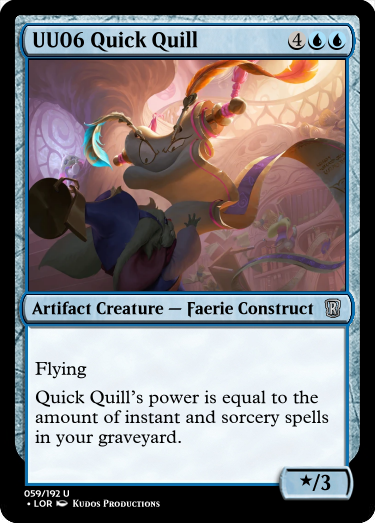 UU06 Quick Quill 4
Artifact Creature — Faerie Construct
Flying
Quick Quill's power is equal to the
amount of instant and sorcery spells
in your graveyard.
★/3
059/192 U
• LOR Kudos Productions